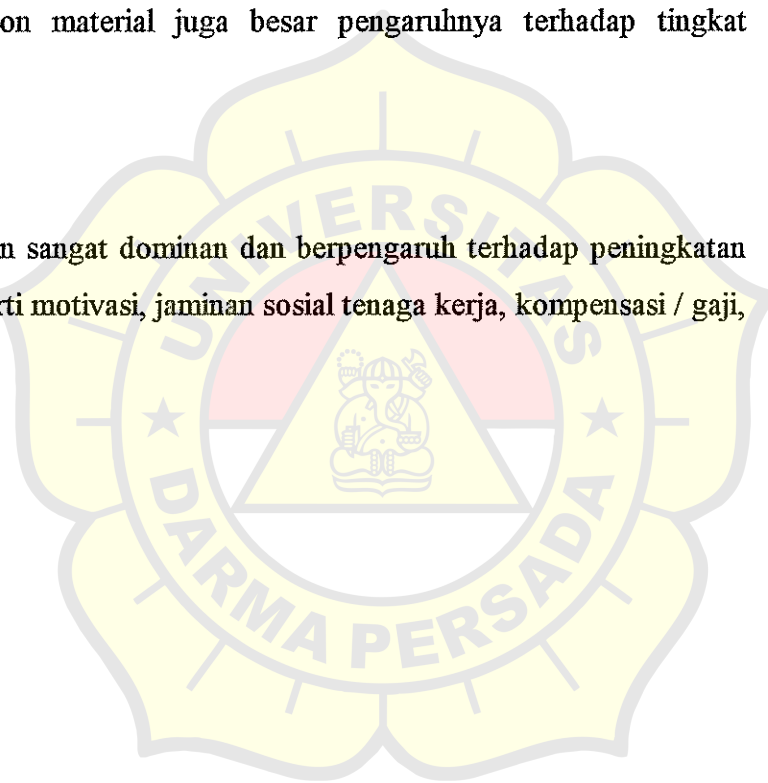 on material juga besar pengaruhnya terhadap tingkat
n sangat dominan dan berpengaruh terhadap peningkatan
rti motivasi, jaminan sosial tenaga kerja, kompensasi / gaji,
UNIVERSITAS
DARMA PERSADA